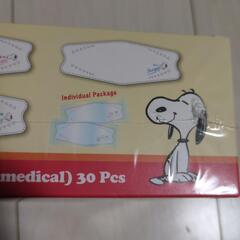 Individual Package
medical) 30 Pcs